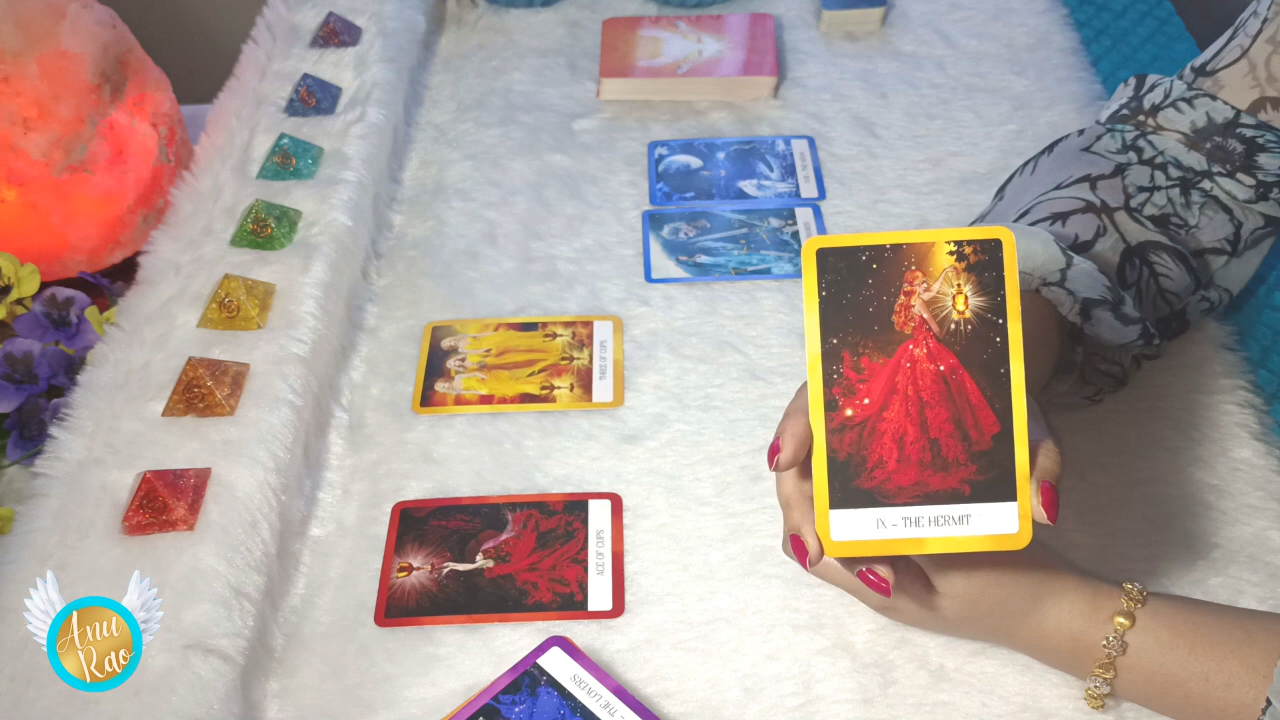 THREE OF CUPS
IX - THE HERMIT
ACE OF CUPS
- THE LOVERS
Anu
Rao